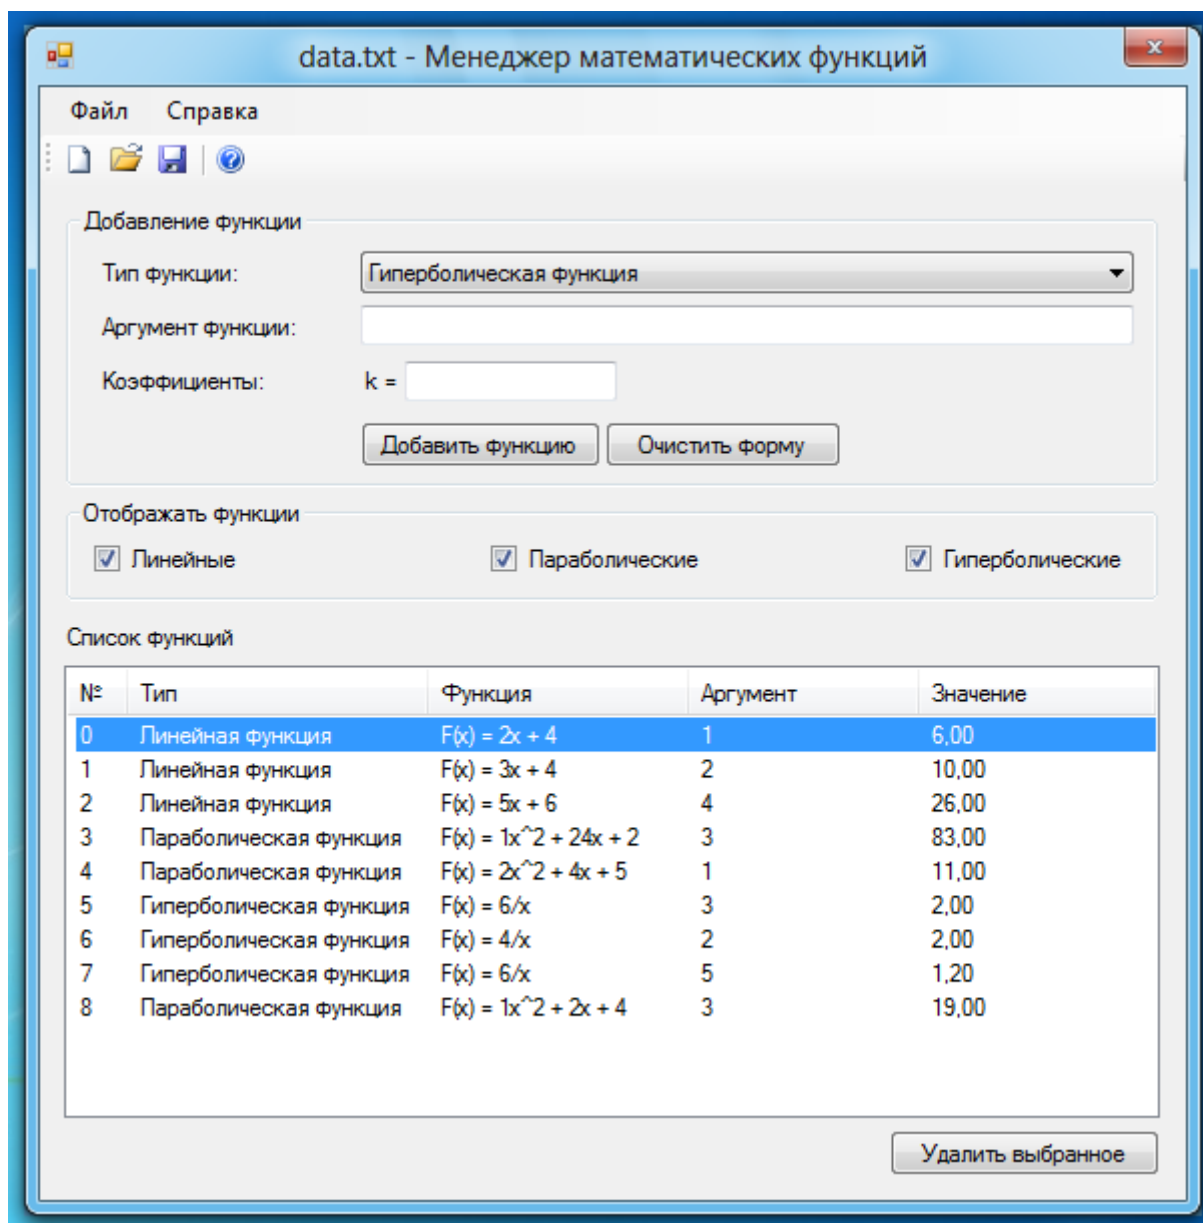 data.txt - Менеджер математических функций
Файл Справка
Добавление функции
Тип функции: Гиперболическая функция
Аргумент функции:
Коэффициенты: k =
Добавить функцию Очистить форму
Отображать функции
Линейные Параболические Гиперболические
Список функций
№ Тип Функция Аргумент Значение
0 Линейная функция F(x) = 2x + 4 1 6,00
1 Линейная функция F(x) = 3x + 4 2 10,00
2 Линейная функция F(x) = 5x + 6 4 26,00
3 Параболическая функция F(x) = 1x^2 + 24x + 2 3 83,00
4 Параболическая функция F(x) = 2x^2 + 4x + 5 1 11,00
5 Гиперболическая функция F(x) = 6/x 3 2,00
6 Гиперболическая функция F(x) = 4/x 2 2,00
7 Гиперболическая функция F(x) = 6/x 5 1,20
8 Параболическая функция F(x) = 1x^2 + 2x + 4 3 19,00
Удалить выбранное